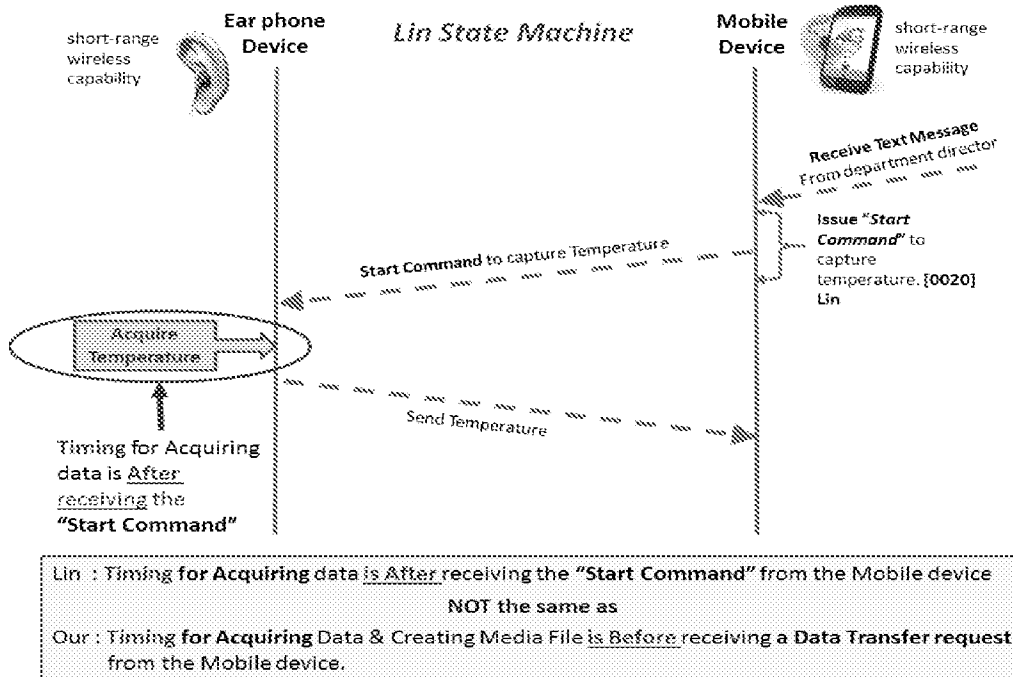 Lin State Machine
short-range
wireless
capability
Ear phone
Device
Mobile
Device
short-range
wireless
capability
Receive Text Message
From department director
Issue "Start
Command" to
capture
temperature. [0020]
Lin
Start Command to capture Temperature
Acquire
Temperature
Send Temperature
Timing for Acquiring
data is After
receiving the
"Start Command"
Lin : Timing for Acquiring data is After receiving the "Start Command" from the Mobile device
NOT the same as
Our : Timing for Acquiring Data & Creating Media File is Before receiving a Data Transfer request
from the Mobile device.